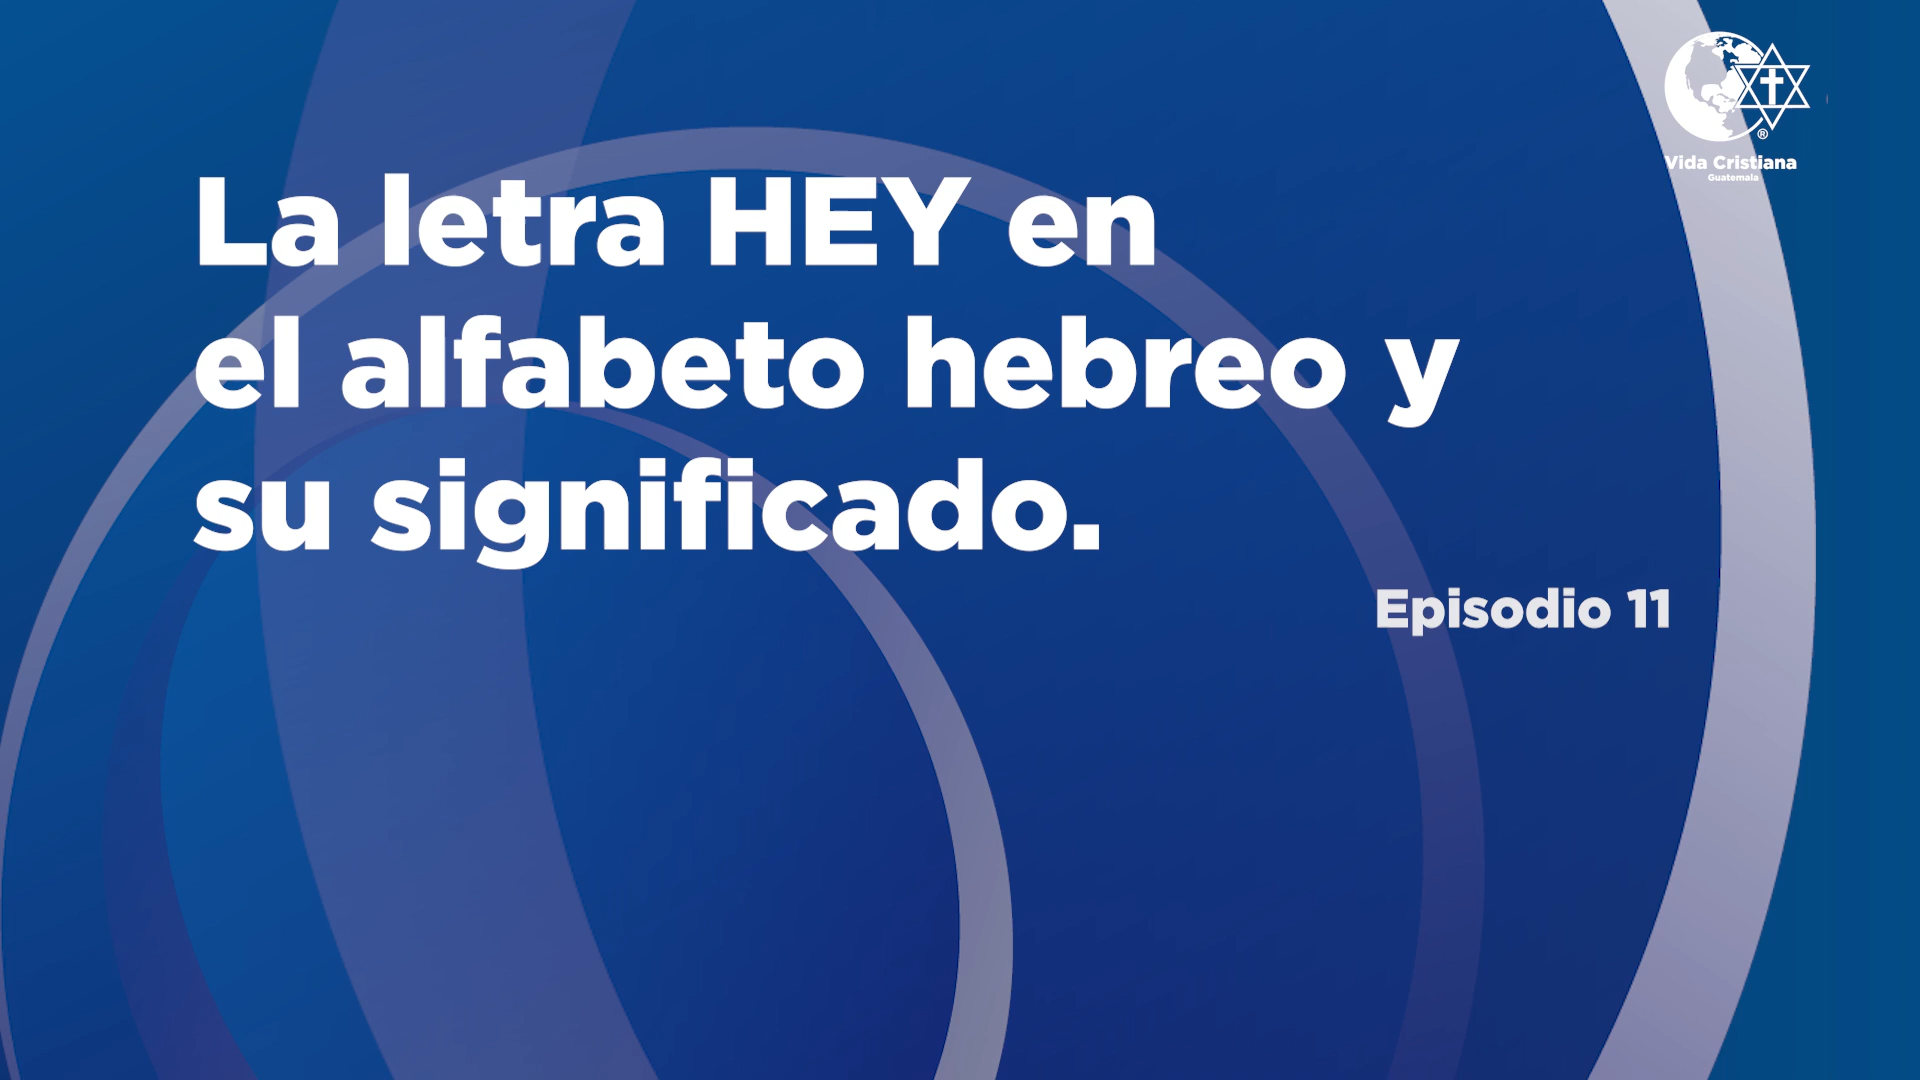 Vida Cristiana
Guatemala
La letra HEY en
el alfabeto hebreo y
su significado.
Episodio 11